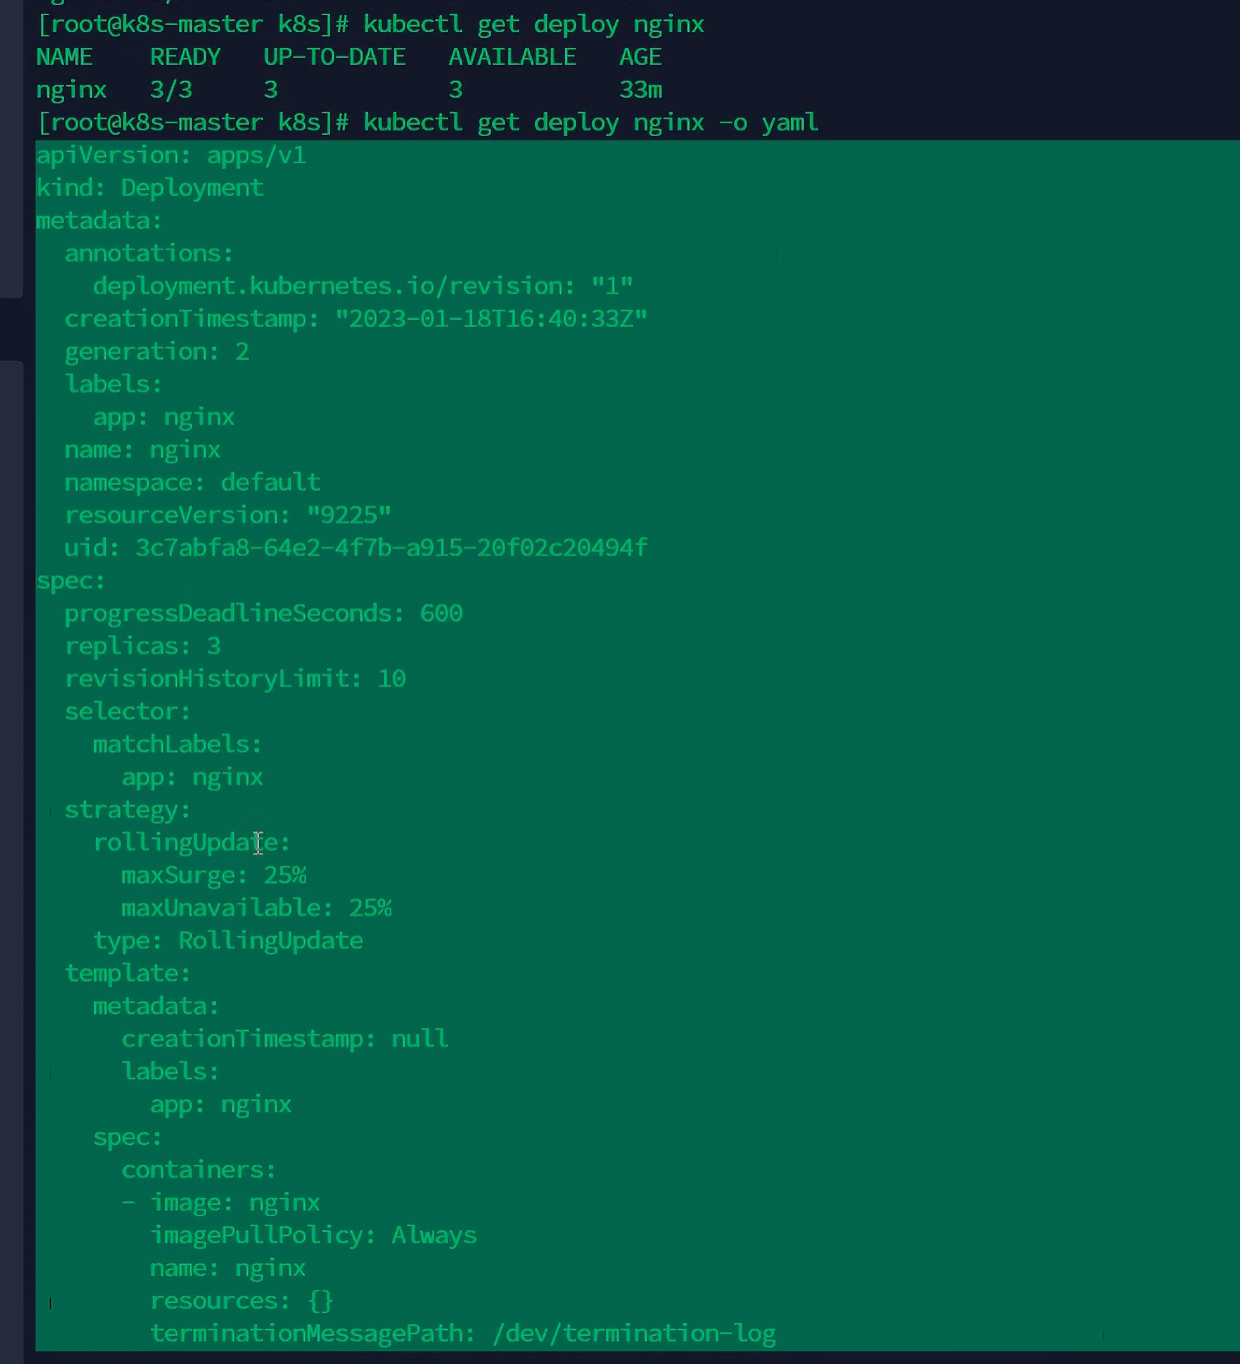 [root@k8s-master k8s]# kubectl get deploy nginx
NAME    READY   UP-TO-DATE   AVAILABLE   AGE
nginx   3/3     3            3           33m
[root@k8s-master k8s]# kubectl get deploy nginx -o yaml
apiVersion: apps/v1
kind: Deployment
metadata:
  annotations:
    deployment.kubernetes.io/revision: "1"
  creationTimestamp: "2023-01-18T16:40:33Z"
  generation: 2
  labels:
    app: nginx
  name: nginx
  namespace: default
  resourceVersion: "9225"
  uid: 3c7abfa8-64e2-4f7b-a915-20f02c20494f
spec:
  progressDeadlineSeconds: 600
  replicas: 3
  revisionHistoryLimit: 10
  selector:
    matchLabels:
      app: nginx
  strategy:
    rollingUpdate:
      maxSurge: 25%
      maxUnavailable: 25%
    type: RollingUpdate
  template:
    metadata:
      creationTimestamp: null
      labels:
        app: nginx
    spec:
      containers:
      - image: nginx
        imagePullPolicy: Always
        name: nginx
        resources: {}
        terminationMessagePath: /dev/termination-log